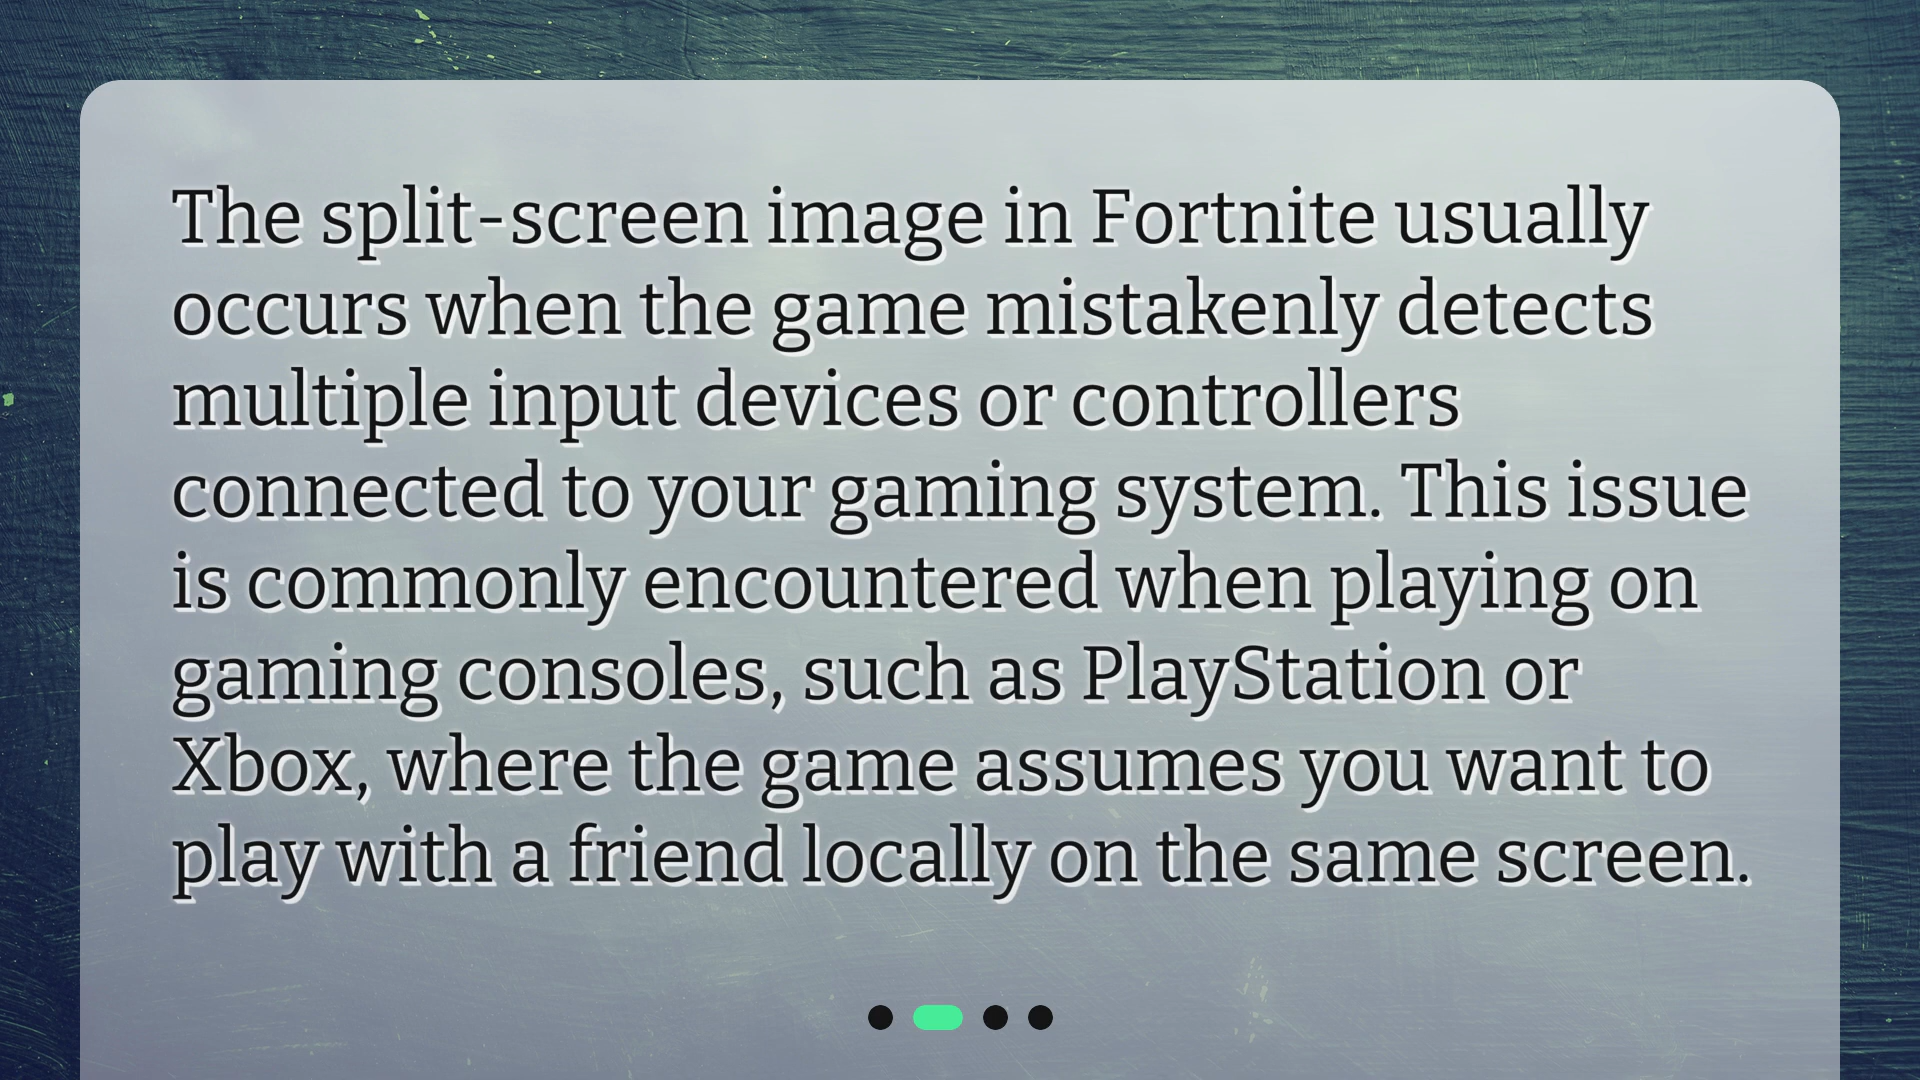 The split-screen image in Fortnite usually
occurs when the game mistakenly detects
multiple input devices or controllers
connected to your gaming system. This issue
is commonly encountered when playing on
gaming consoles, such as PlayStation or
Xbox, where the game assumes you want to
play with a friend locally on the same screen.